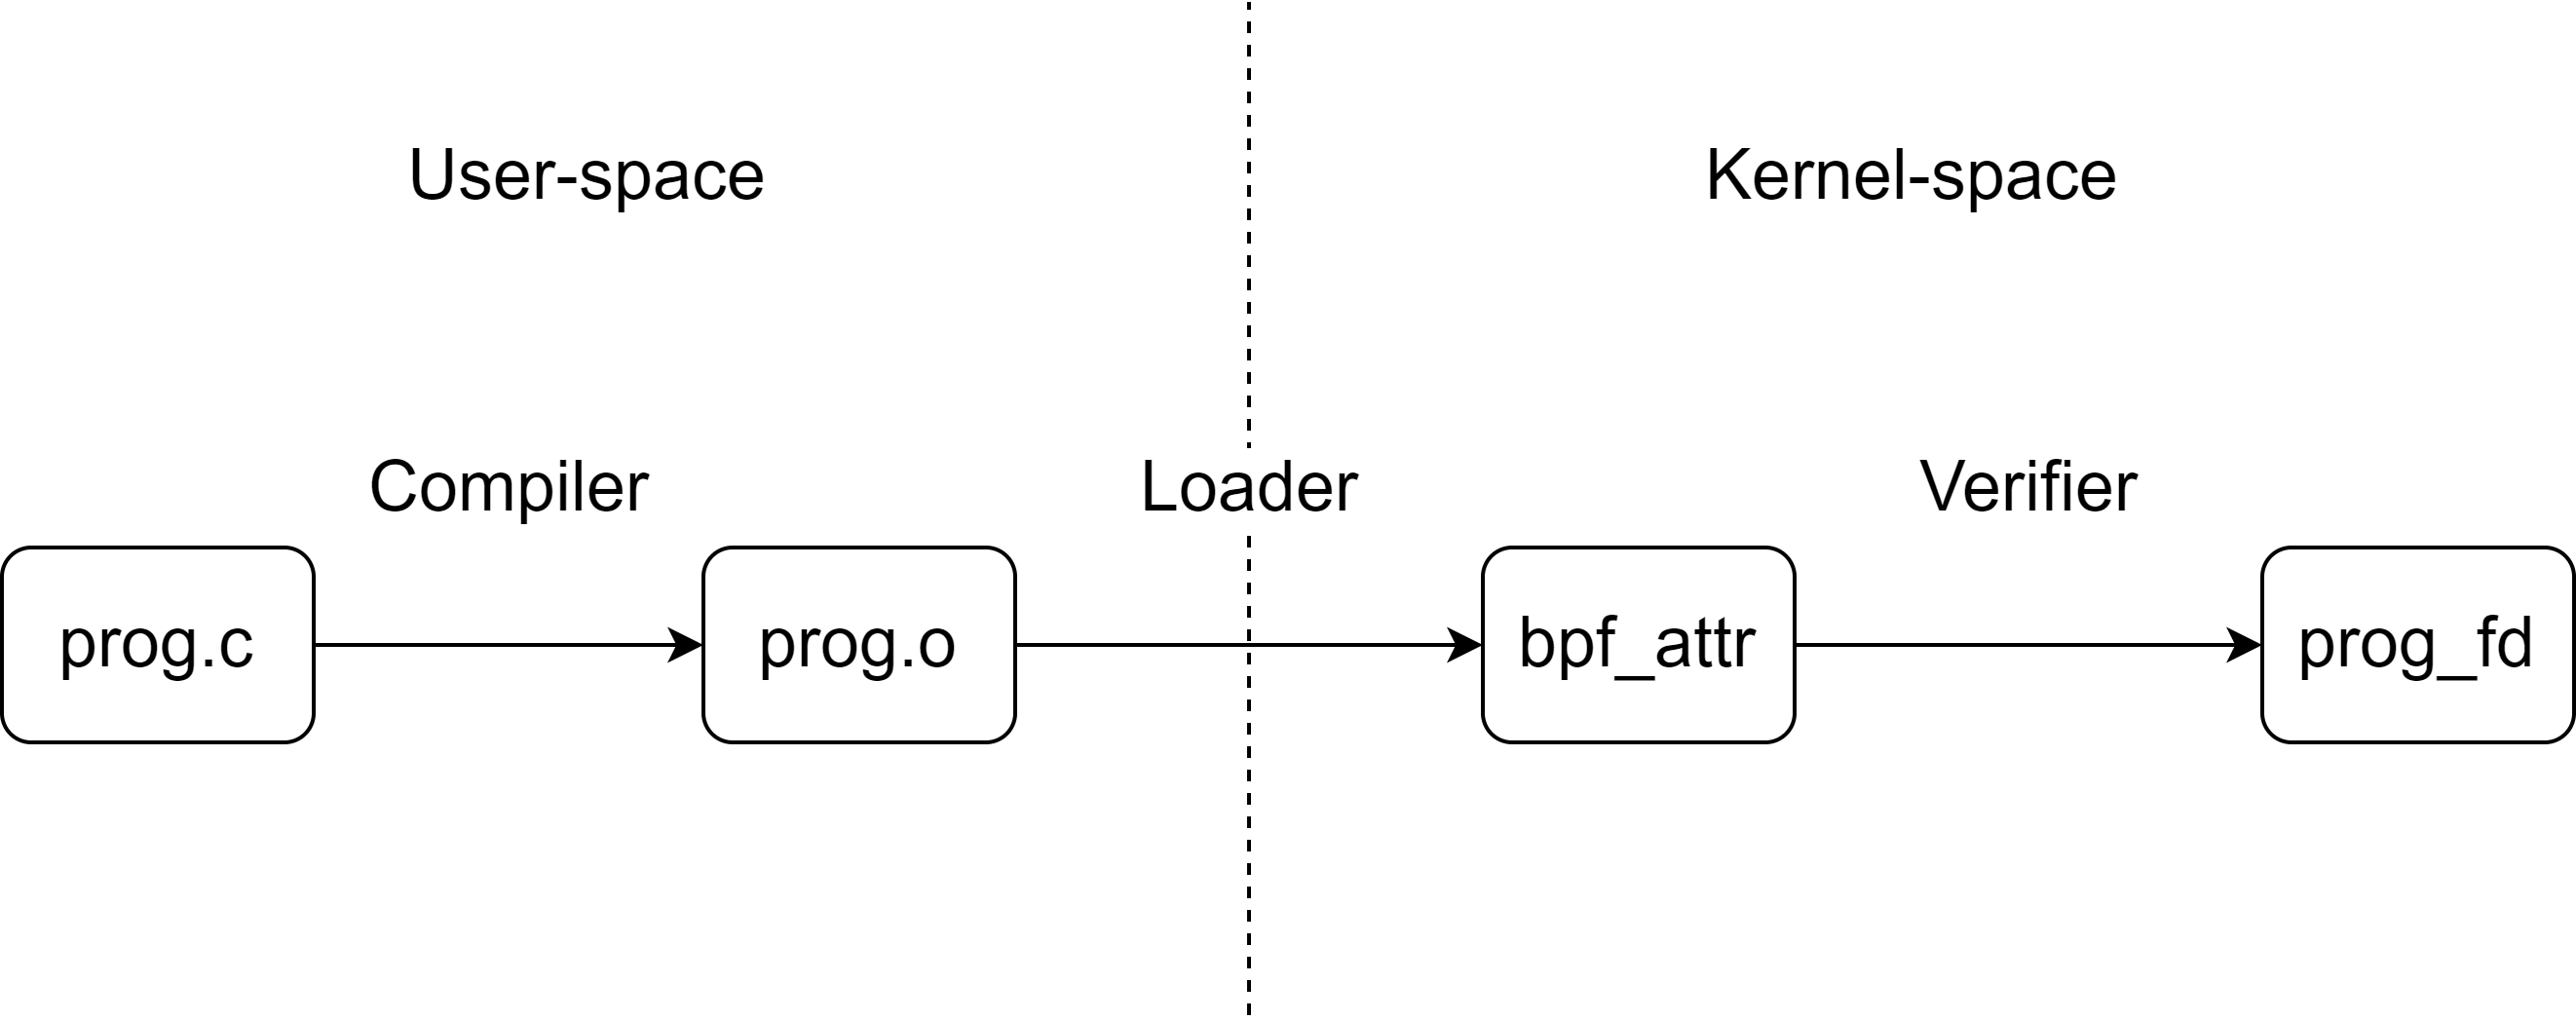 User-space
Kernel-space
Compiler
Loader
Verifier
prog.c
prog.o
bpf_attr
prog_fd